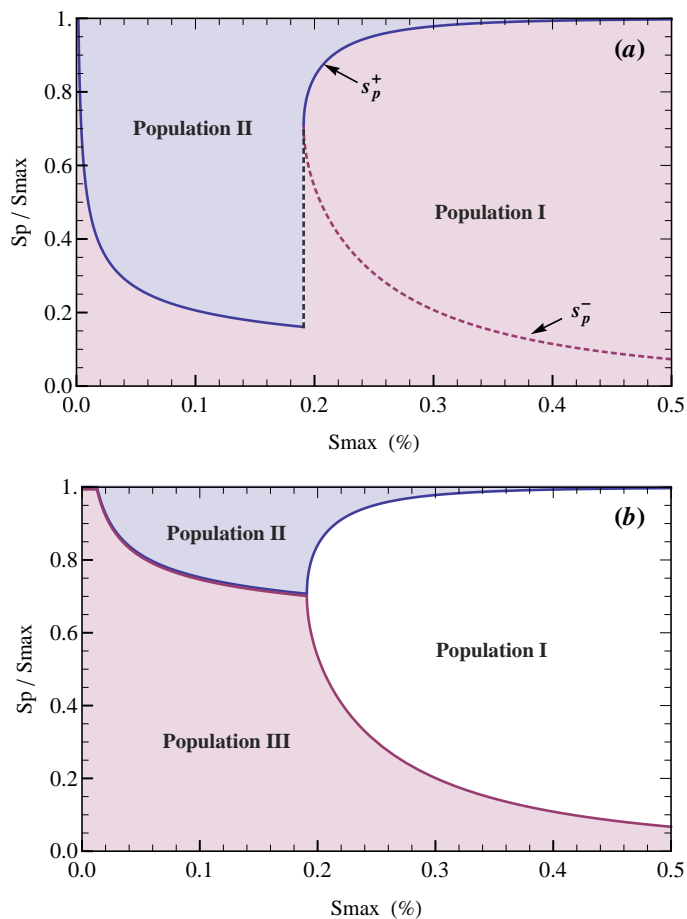 1.
0.8
0.6
0.4
0.2
0.0
Sp / Smax
(a)
s_p^+
Population II
Population I
s_p^-
0.0 0.1 0.2 0.3 0.4 0.5
Smax (%)
1.
0.8
0.6
0.4
0.2
0.0
Sp / Smax
(b)
Population II
Population I
Population III
0.0 0.1 0.2 0.3 0.4 0.5
Smax (%)